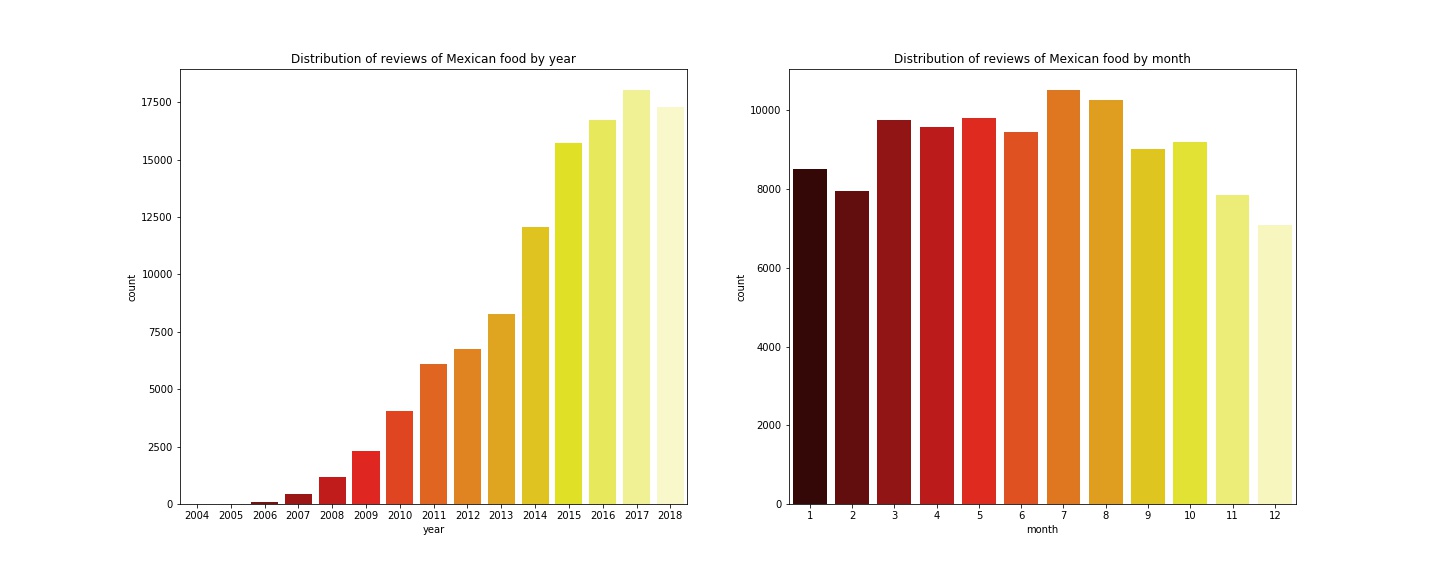 Distribution of reviews of Mexican food by year
17500
15000
12500
10000
7500
5000
2500
0
count
2004 2005 2006 2007 2008 2009 2010 2011 2012 2013 2014 2015 2016 2017 2018
year
Distribution of reviews of Mexican food by month
10000
8000
6000
4000
2000
0
count
1 2 3 4 5 6 7 8 9 10 11 12
month